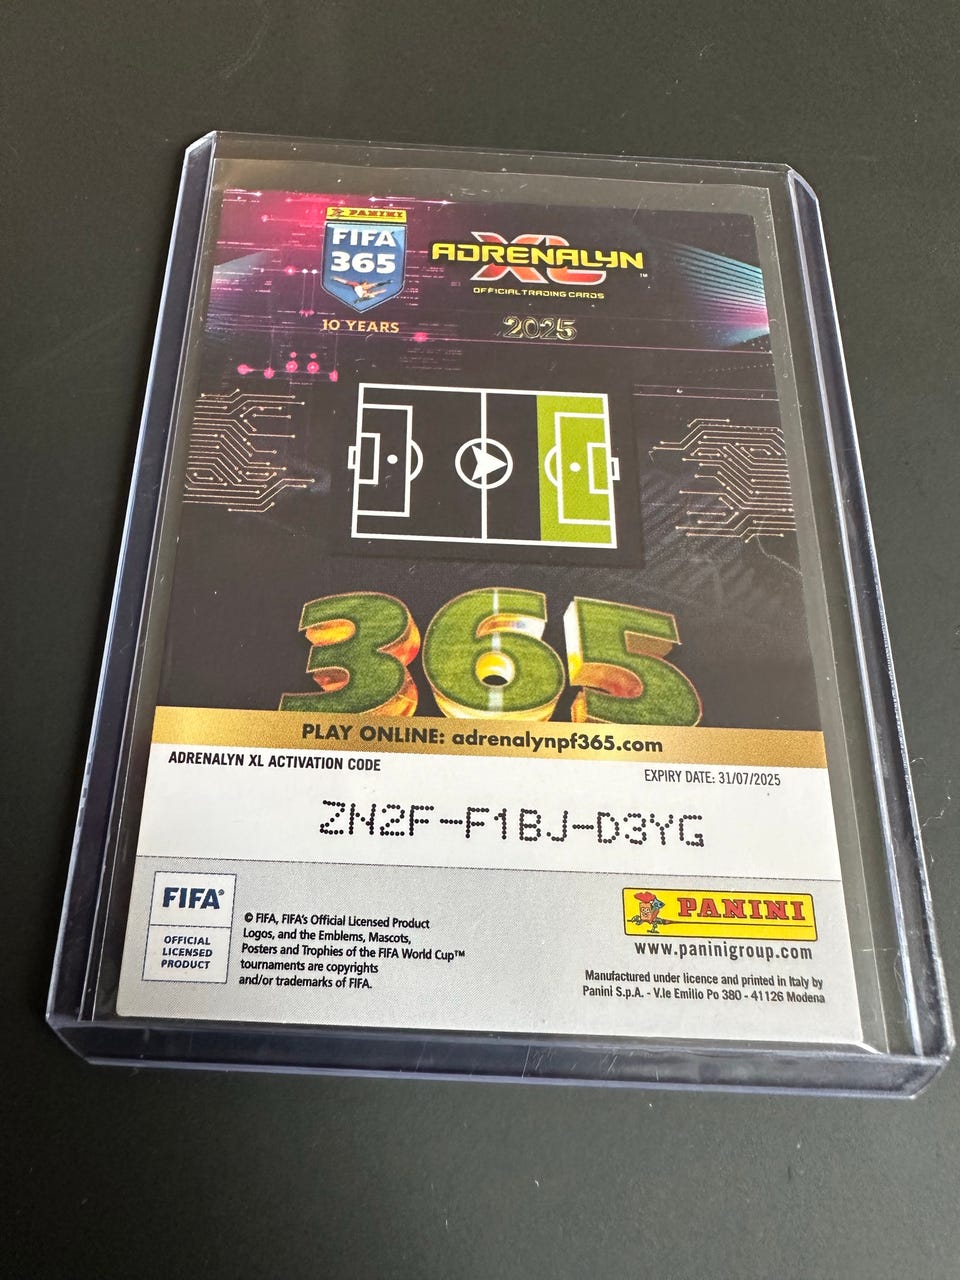 PANINI
FIFA
365
10 YEARS
ADRENALYN
XL
™
OFFICIAL TRADING CARDS
2025
365
PLAY ONLINE: adrenalynpf365.com
ADRENALYN XL ACTIVATION CODE
EXPIRY DATE: 31/07/2025
ZN2F-F1BJ-D3YG
FIFA®
OFFICIAL
LICENSED
PRODUCT
© FIFA, FIFA's Official Licensed Product
Logos, and the Emblems, Mascots,
Posters and Trophies of the FIFA World Cup™
tournaments are copyrights
and/or trademarks of FIFA.
PANINI
www.paninigroup.com
Manufactured under licence and printed in Italy by
Panini S.p.A. - V.le Emilio Po 380 - 41126 Modena